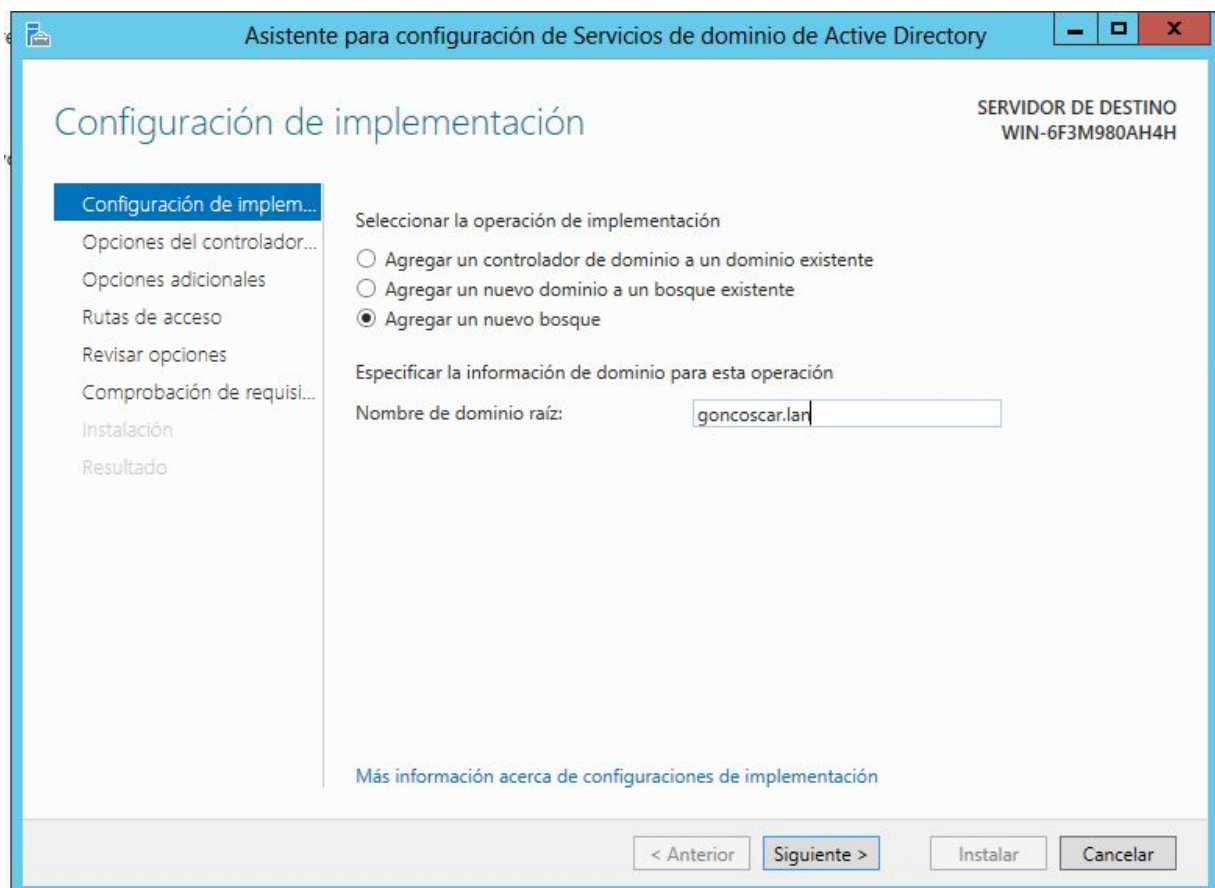 Asistente para configuración de Servicios de dominio de Active Directory
Configuración de implementación
SERVIDOR DE DESTINO
WIN-6F3M980AH4H
Configuración de implem...
Opciones del controlador...
Opciones adicionales
Rutas de acceso
Revisar opciones
Comprobación de requisi...
Instalación
Resultado
Seleccionar la operación de implementación
Agregar un controlador de dominio a un dominio existente
Agregar un nuevo dominio a un bosque existente
Agregar un nuevo bosque
Especificar la información de dominio para esta operación
Nombre de dominio raíz: goncoscar.lan
Más información acerca de configuraciones de implementación
< Anterior Siguiente > Instalar Cancelar